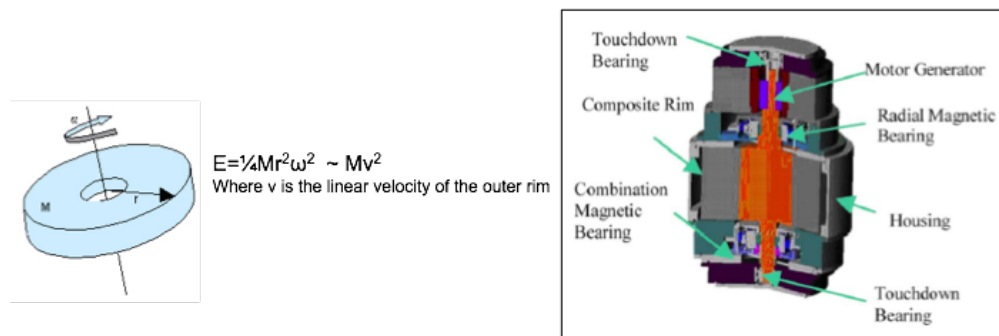 ω
M
r
E=¼Mr²ω² ~ Mv²
Where v is the linear velocity of the outer rim
Touchdown
Bearing
Motor Generator
Composite Rim
Radial Magnetic
Bearing
Combination
Magnetic
Bearing
Housing
Touchdown
Bearing